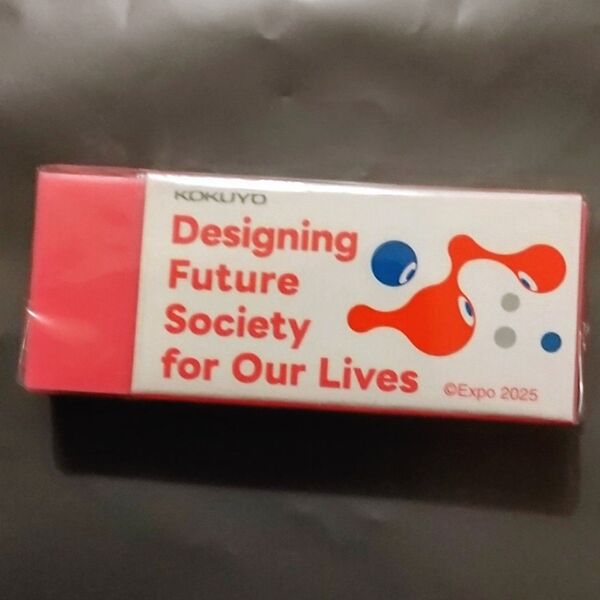 KOKUYO
Designing
Future
Society
for Our Lives
©Expo 2025